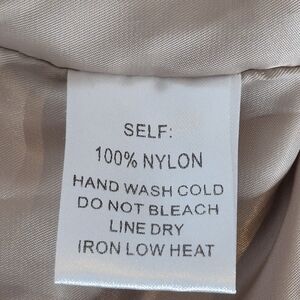 SELF:
100% NYLON
HAND WASH COLD
DO NOT BLEACH
LINE DRY
IRON LOW HEAT